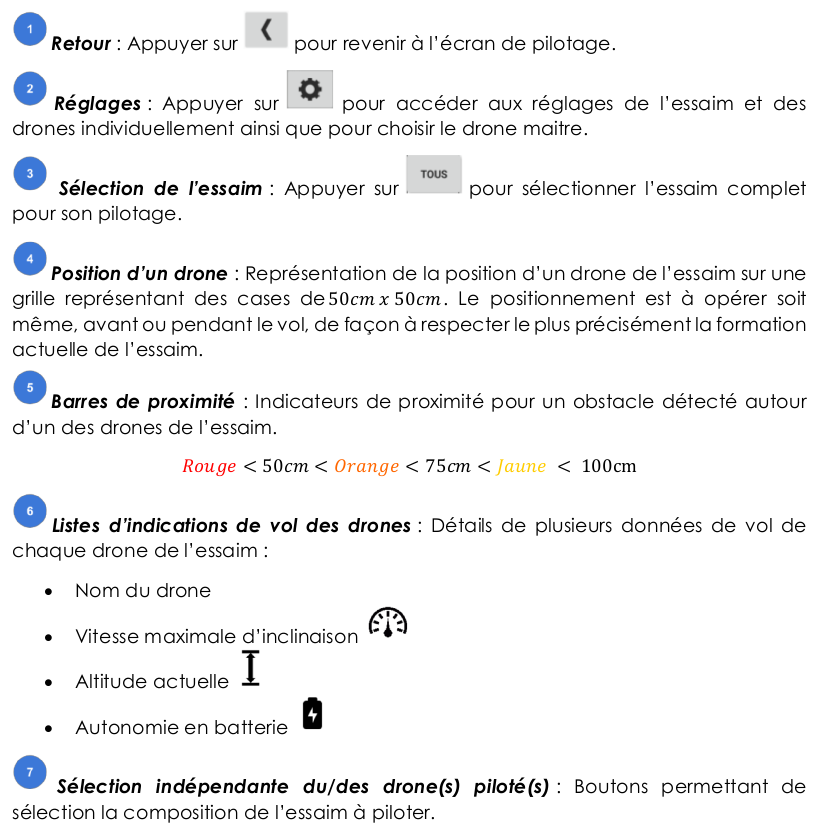 1 Retour : Appuyer sur ❮ pour revenir à l'écran de pilotage.
2 Réglages : Appuyer sur pour accéder aux réglages de l'essaim et des
drones individuellement ainsi que pour choisir le drone maitre.
3 Sélection de l'essaim : Appuyer sur TOUS pour sélectionner l'essaim complet
pour son pilotage.
4 Position d'un drone : Représentation de la position d'un drone de l'essaim sur une
grille représentant des cases de 50cm x 50cm. Le positionnement est à opérer soit
même, avant ou pendant le vol, de façon à respecter le plus précisément la formation
actuelle de l'essaim.
5 Barres de proximité : Indicateurs de proximité pour un obstacle détecté autour
d'un des drones de l'essaim.
Rouge < 50cm < Orange < 75cm < Jaune < 100cm
6 Listes d'indications de vol des drones : Détails de plusieurs données de vol de
chaque drone de l'essaim :
• Nom du drone
• Vitesse maximale d'inclinaison
• Altitude actuelle
• Autonomie en batterie
7 Sélection indépendante du/des drone(s) piloté(s) : Boutons permettant de
sélection la composition de l'essaim à piloter.